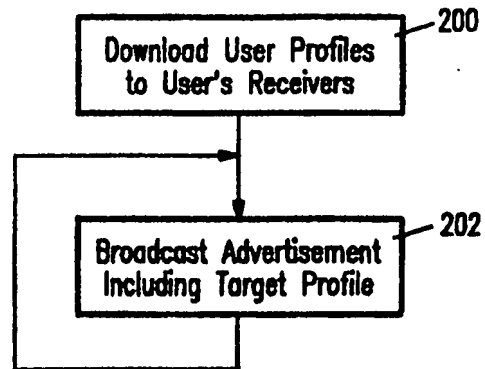 200
Download User Profiles
to User's Receivers
202
Broadcast Advertisement
Including Target Profile